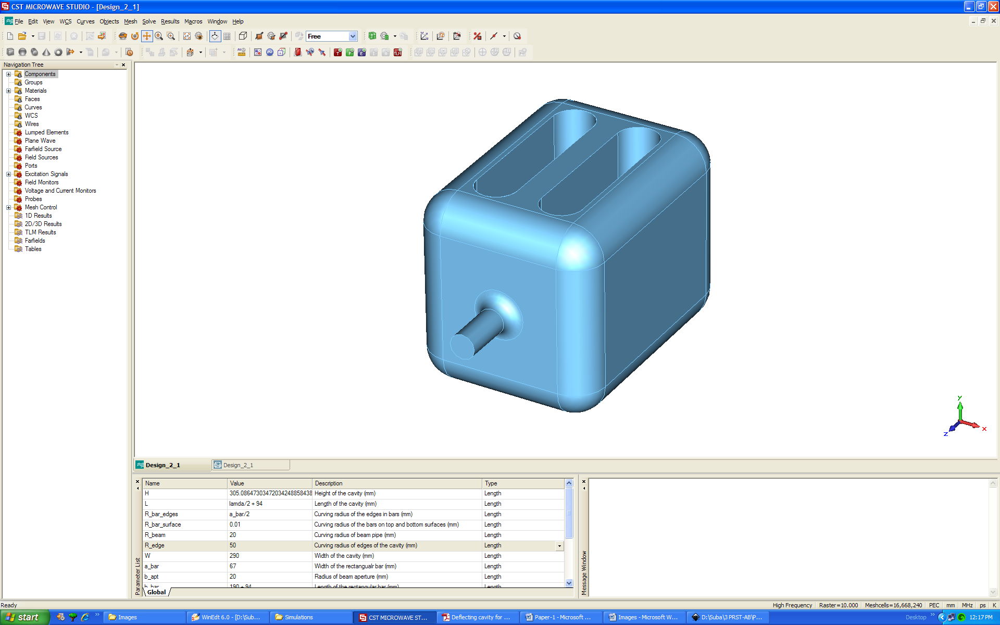 CST MICROWAVE STUDIO - [Design_2_1]
File Edit View WCS Curves Objects Mesh Solve Results Macros Window Help
Free
Navigation Tree
Components
Groups
Materials
Faces
Curves
WCS
Wires
Lumped Elements
Plane Wave
Farfield Source
Field Sources
Ports
Excitation Signals
Field Monitors
Voltage and Current Monitors
Probes
Mesh Control
1D Results
2D/3D Results
TLM Results
Farfields
Tables
y
x
z
Design_2_1 Design_2_1
Parameter List
Name Value Description Type
H 305.08647303472034248858438 Height of the cavity (mm) Length
L lamda/2 + 94 Length of the cavity (mm) Length
R_bar_edges a_bar/2 Curving radius of the edges in bars (mm) Length
R_bar_surface 0.01 Curving radius of the bars on top and bottom surfaces (mm) Length
R_beam 20 Curving radius of beam pipe (mm) Length
R_edge 50 Curving radius of edges of the cavity (mm) Length
W 290 Width of the cavity (mm) Length
a_bar 67 Width of the rectangualr bar (mm) Length
b_apt 20 Radius of beam aperture (mm) Length
b_bar 190 + 94 Length of the rectangular bar (mm) Length
Global
Message Window
Ready High Frequency Raster=10.000 Meshcells=16,668,240 PEC mm MHz ps K
start Images WinEdt 6.0 - [D:\Sub... Simulations CST MICROWAVE ST... Deflecting cavity for ... Paper-1 - Microsoft ... Images - Microsoft W... D:\Suba\3 PRST-AB\P... Desktop 12:17 PM